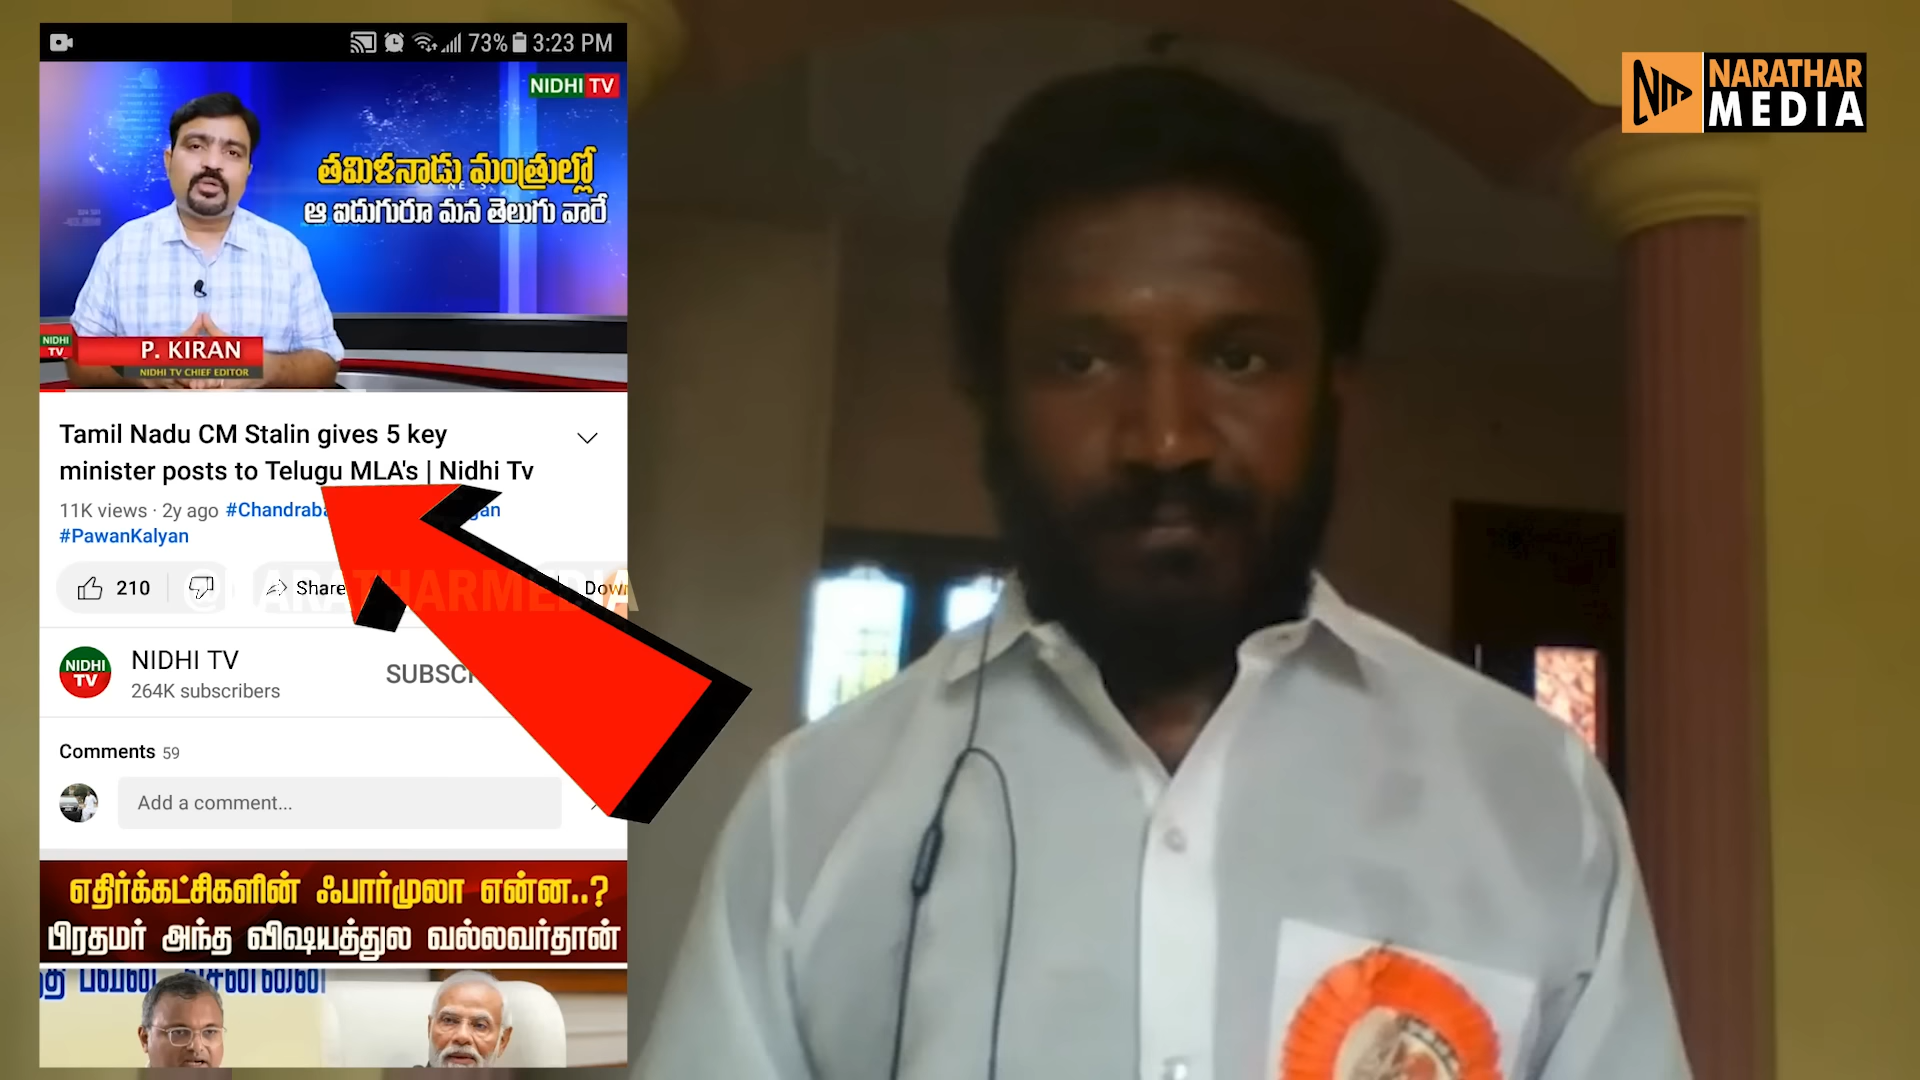 73% 3:23 PM
NIDHI TV
తమిళనాడు మంత్రుల్లో
ఆ ఐదుగురూ మన తెలుగు వారే
NIDHI TV
P. KIRAN
NIDHI TV CHIEF EDITOR
Tamil Nadu CM Stalin gives 5 key
minister posts to Telugu MLA's | Nidhi Tv
11K views · 2y ago
#PawanKalyan
210
Share
@NARATHARMEDIA
NIDHI TV
NIDHI TV
264K subscribers
Comments 59
Add a comment...
எதிர்க்கட்சிகளின் ஃபார்முலா என்ன..?
பிரதமர் அந்த விஷயத்துல வல்லவர்தான்
NARATHAR
MEDIA